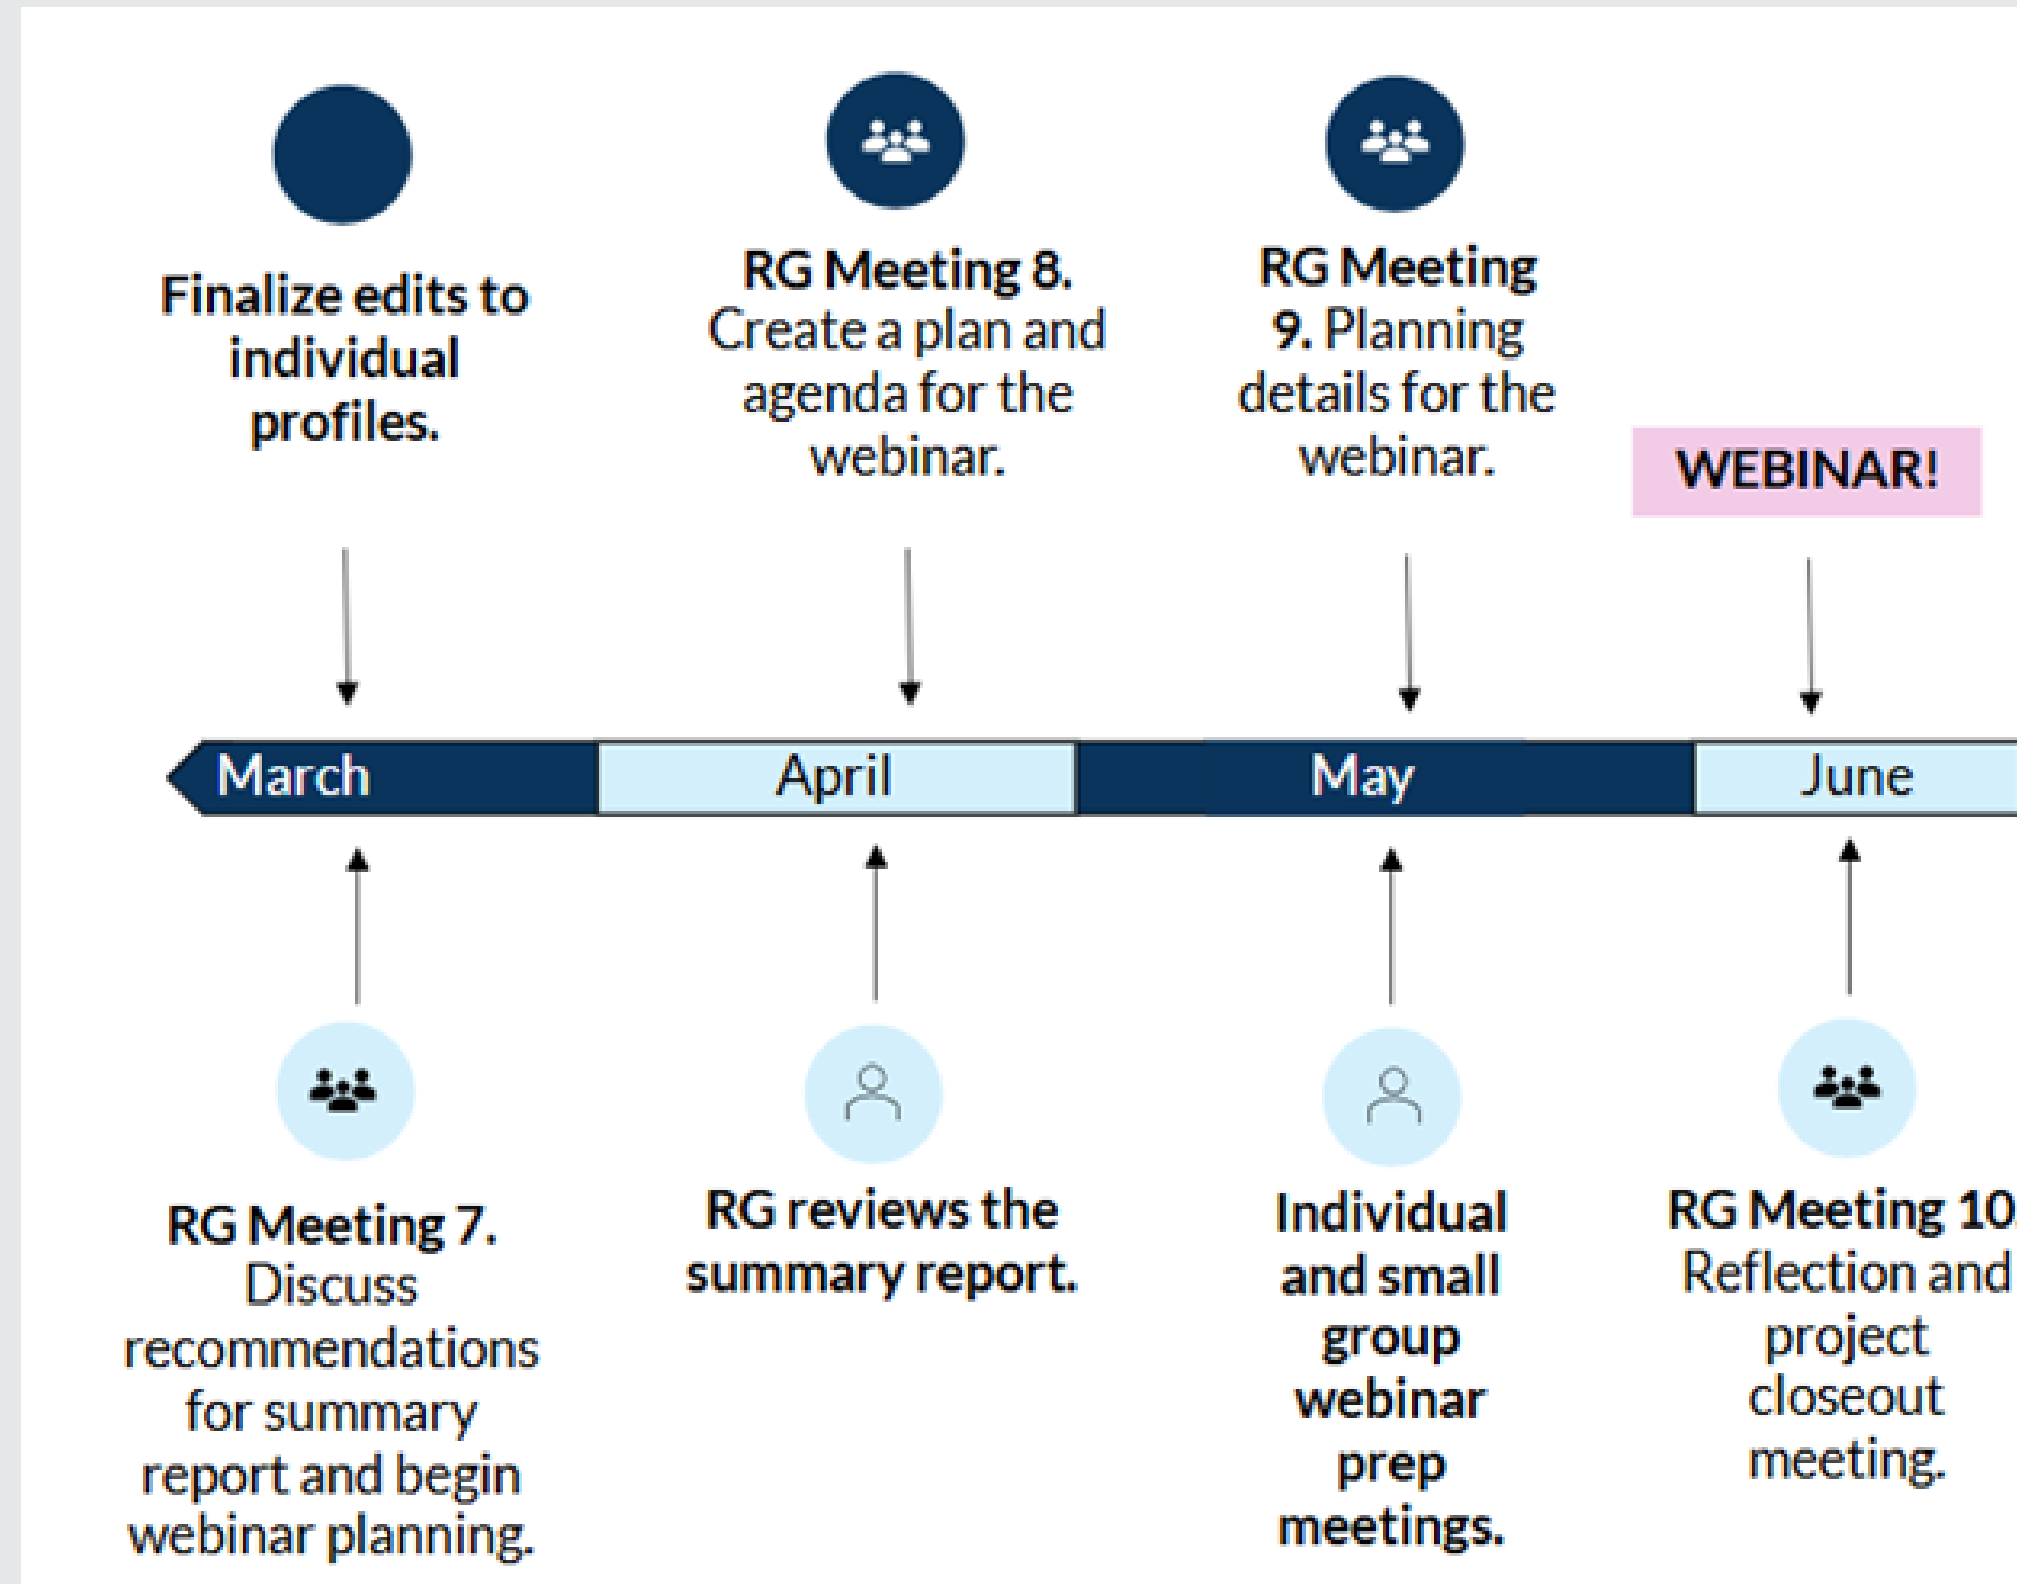 Finalize edits to
individual
profiles.
RG Meeting 8.
Create a plan and
agenda for the
webinar.
RG Meeting
9. Planning
details for the
webinar.
WEBINAR!
March
April
May
June
RG Meeting 7.
Discuss
recommendations
for summary
report and begin
webinar planning.
RG reviews the
summary report.
Individual
and small
group
webinar
prep
meetings.
RG Meeting 10.
Reflection and
project
closeout
meeting.